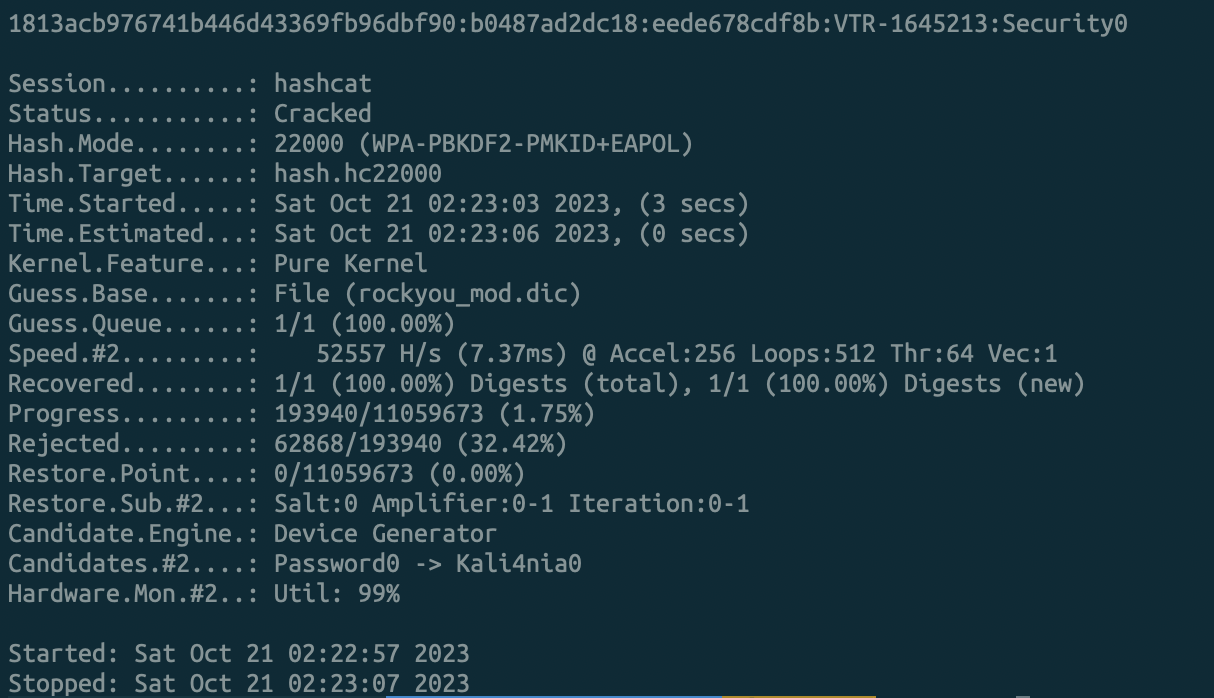 1813acb976741b446d43369fb96dbf90:b0487ad2dc18:eede678cdf8b:VTR-1645213:Security0
Session..........: hashcat
Status...........: Cracked
Hash.Mode........: 22000 (WPA-PBKDF2-PMKID+EAPOL)
Hash.Target......: hash.hc22000
Time.Started.....: Sat Oct 21 02:23:03 2023, (3 secs)
Time.Estimated...: Sat Oct 21 02:23:06 2023, (0 secs)
Kernel.Feature...: Pure Kernel
Guess.Base.......: File (rockyou_mod.dic)
Guess.Queue......: 1/1 (100.00%)
Speed.#2.........:    52557 H/s (7.37ms) @ Accel:256 Loops:512 Thr:64 Vec:1
Recovered........: 1/1 (100.00%) Digests (total), 1/1 (100.00%) Digests (new)
Progress.........: 193940/11059673 (1.75%)
Rejected.........: 62868/193940 (32.42%)
Restore.Point....: 0/11059673 (0.00%)
Restore.Sub.#2...: Salt:0 Amplifier:0-1 Iteration:0-1
Candidate.Engine.: Device Generator
Candidates.#2....: Password0 -> Kali4nia0
Hardware.Mon.#2..: Util: 99%
Started: Sat Oct 21 02:22:57 2023
Stopped: Sat Oct 21 02:23:07 2023